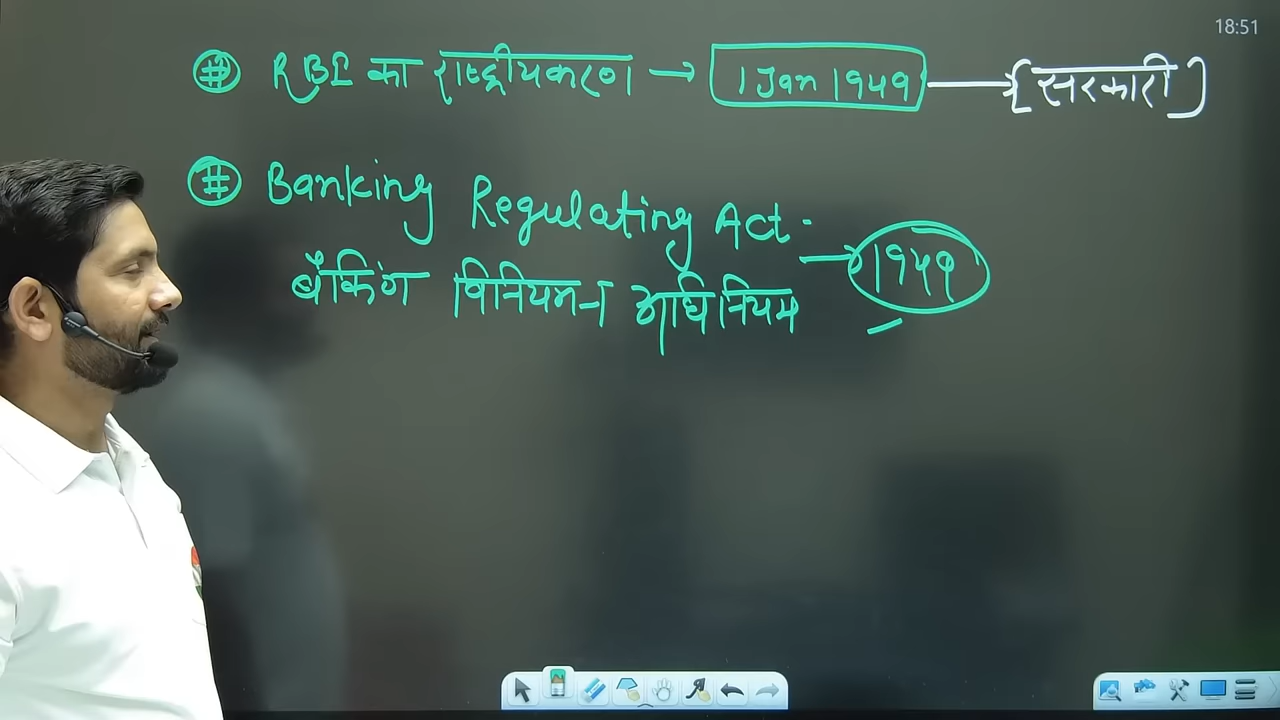 18:51
# RBI का राष्ट्रीयकरण → 1 Jan 1949 — {सरकारी}
# Banking Regulating Act. → 1949
बैंकिंग विनियमन अधिनियम